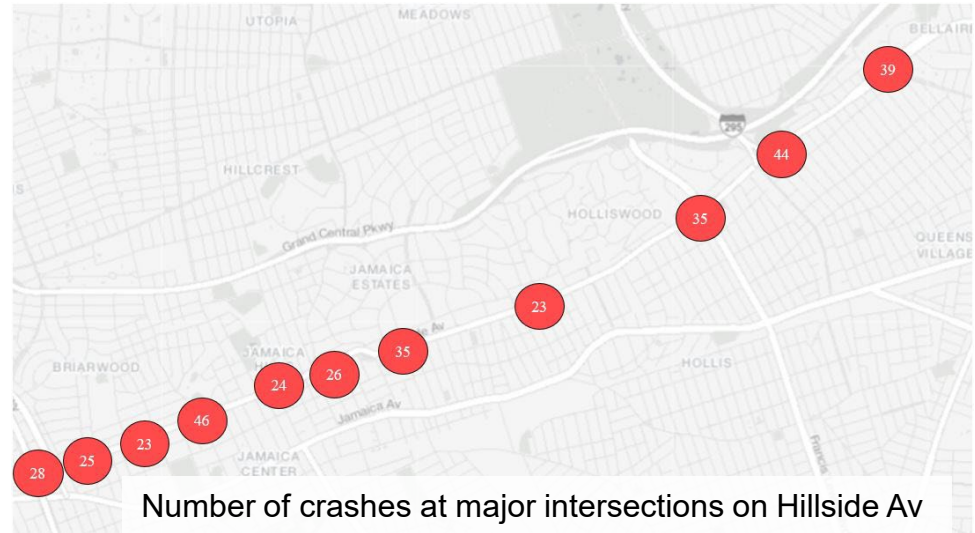 UTOPIA
MEADOWS
BELLAIRE
39
295
44
HILLCREST
HOLLISWOOD
35
Grand Central Pkwy
QUEENS
VILLAGE
JAMAICA
ESTATES
23
Av
35
HOLLIS
BRIARWOOD
JAMAICA
26
24
Jamaica Av
46
23
25
28
JAMAICA
CENTER
Francis
Number of crashes at major intersections on Hillside Av